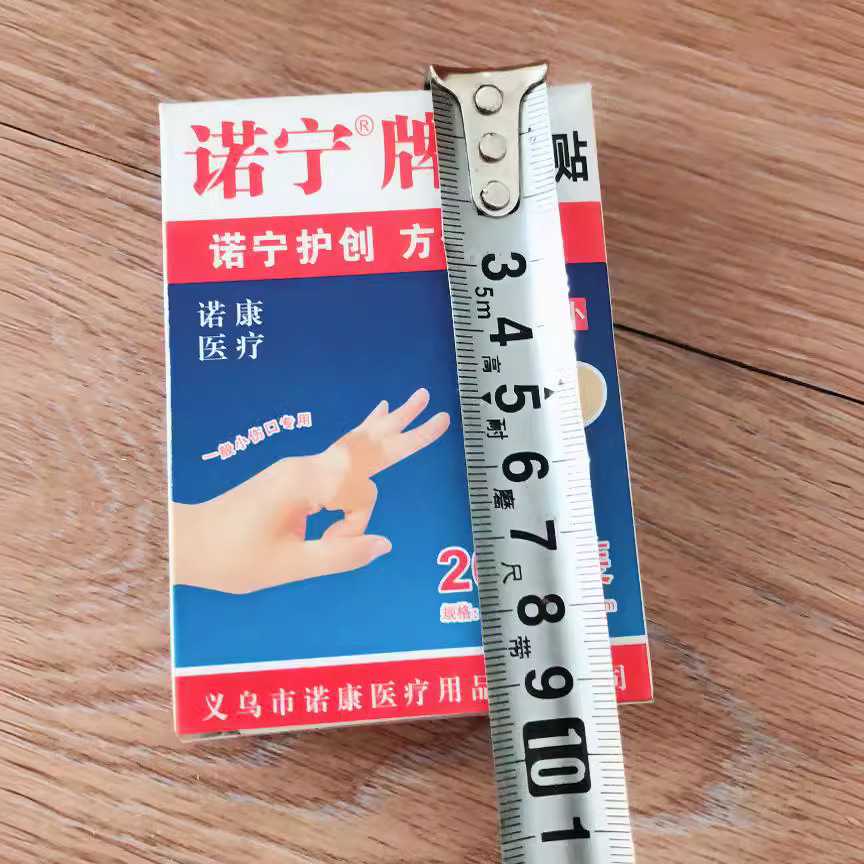 诺宁® 牌 贴
诺宁护创 方
诺康
医疗
小
一般小伤口专用
20
规格: m
义乌市诺康医疗用品 司
3
5m
4
高
5
耐
6
磨
7
尺
8
带
9
10
1